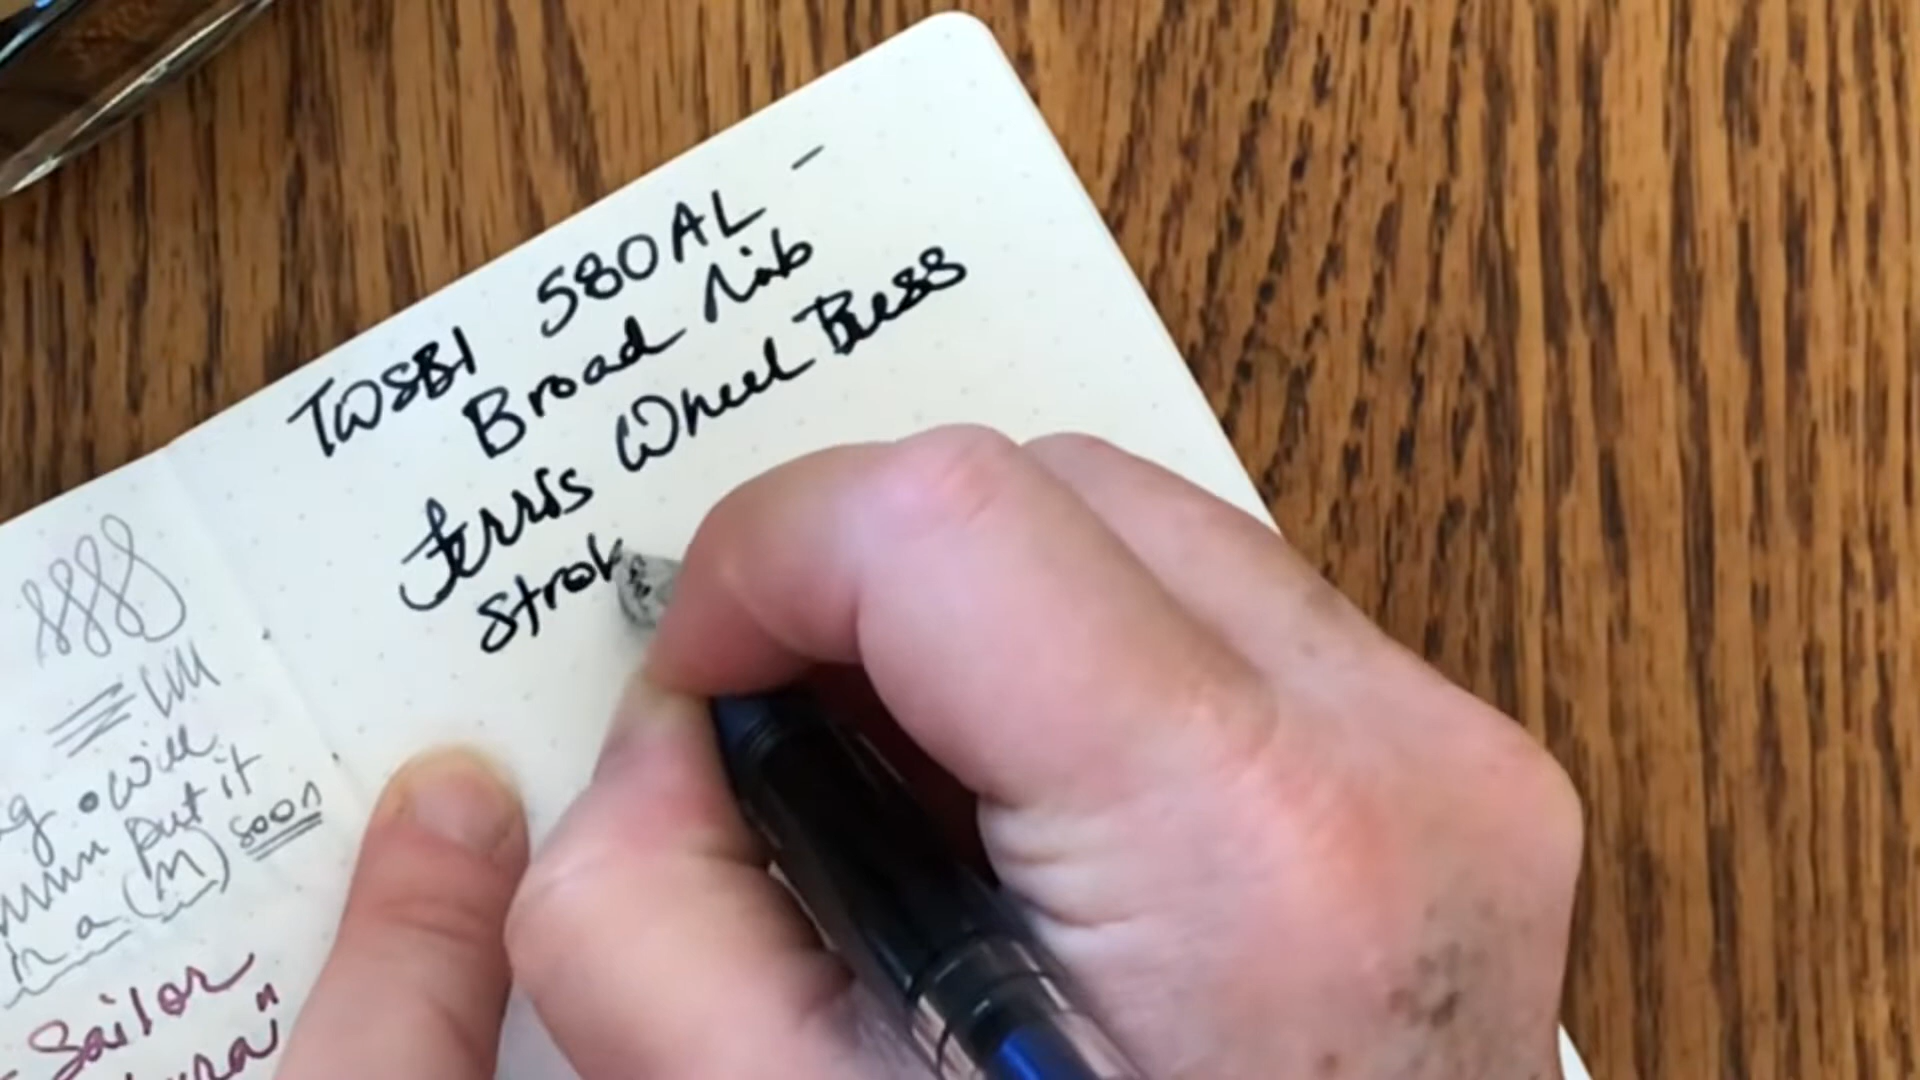 TWSBI 580AL -
Broad nib
Ferris Wheel Press
strok
will
put it
in a (M) soon
Sailor